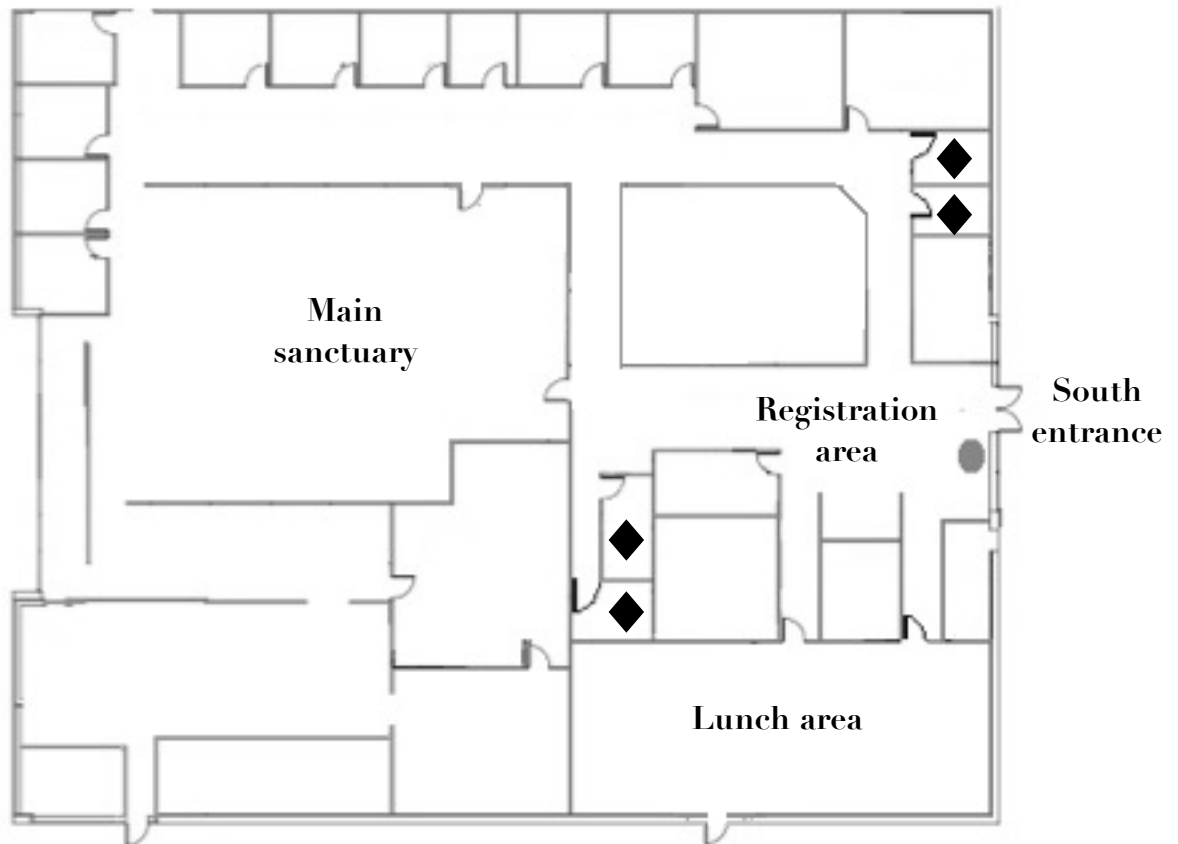 Main
sanctuary
Registration
area
South
entrance
Lunch area